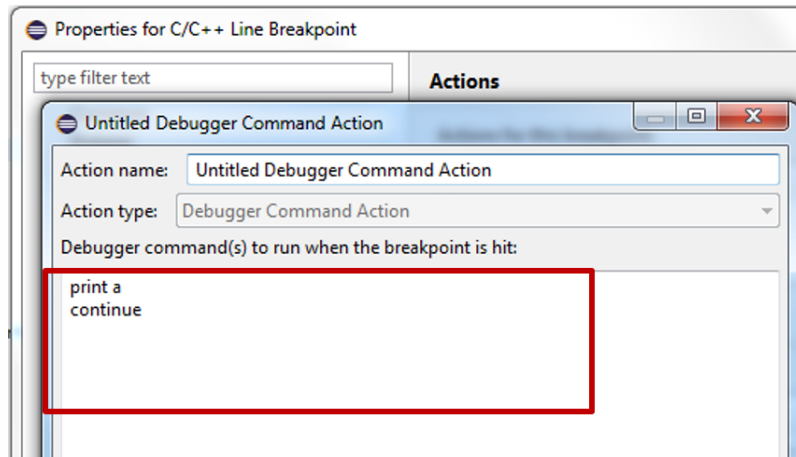 Properties for C/C++ Line Breakpoint
type filter text
Actions
Untitled Debugger Command Action
Action name: Untitled Debugger Command Action
Action type: Debugger Command Action
Debugger command(s) to run when the breakpoint is hit:
print a
continue